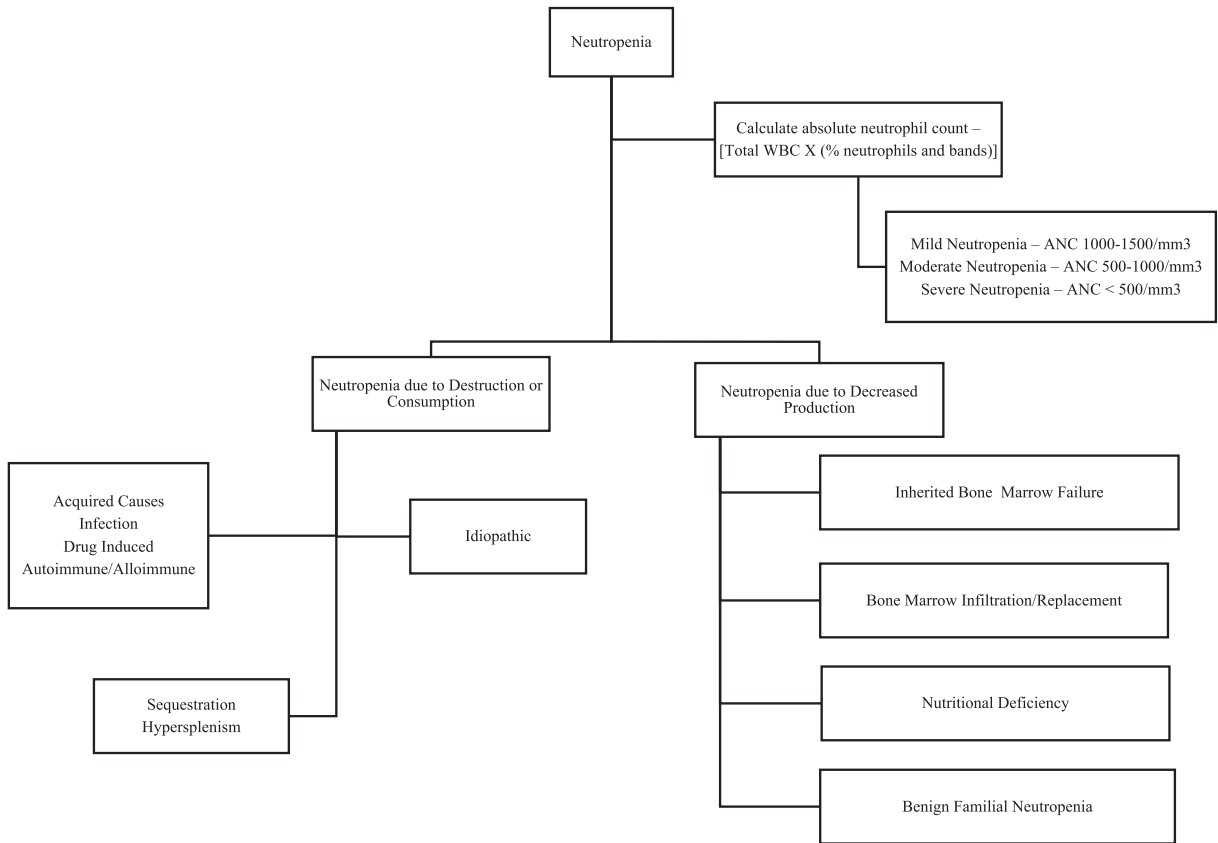 Neutropenia
Calculate absolute neutrophil count –
[Total WBC X (% neutrophils and bands)]
Mild Neutropenia – ANC 1000-1500/mm3
Moderate Neutropenia – ANC 500-1000/mm3
Severe Neutropenia – ANC < 500/mm3
Neutropenia due to Destruction or
Consumption
Neutropenia due to Decreased
Production
Acquired Causes
Infection
Drug Induced
Autoimmune/Alloimmune
Idiopathic
Sequestration
Hypersplenism
Inherited Bone Marrow Failure
Bone Marrow Infiltration/Replacement
Nutritional Deficiency
Benign Familial Neutropenia